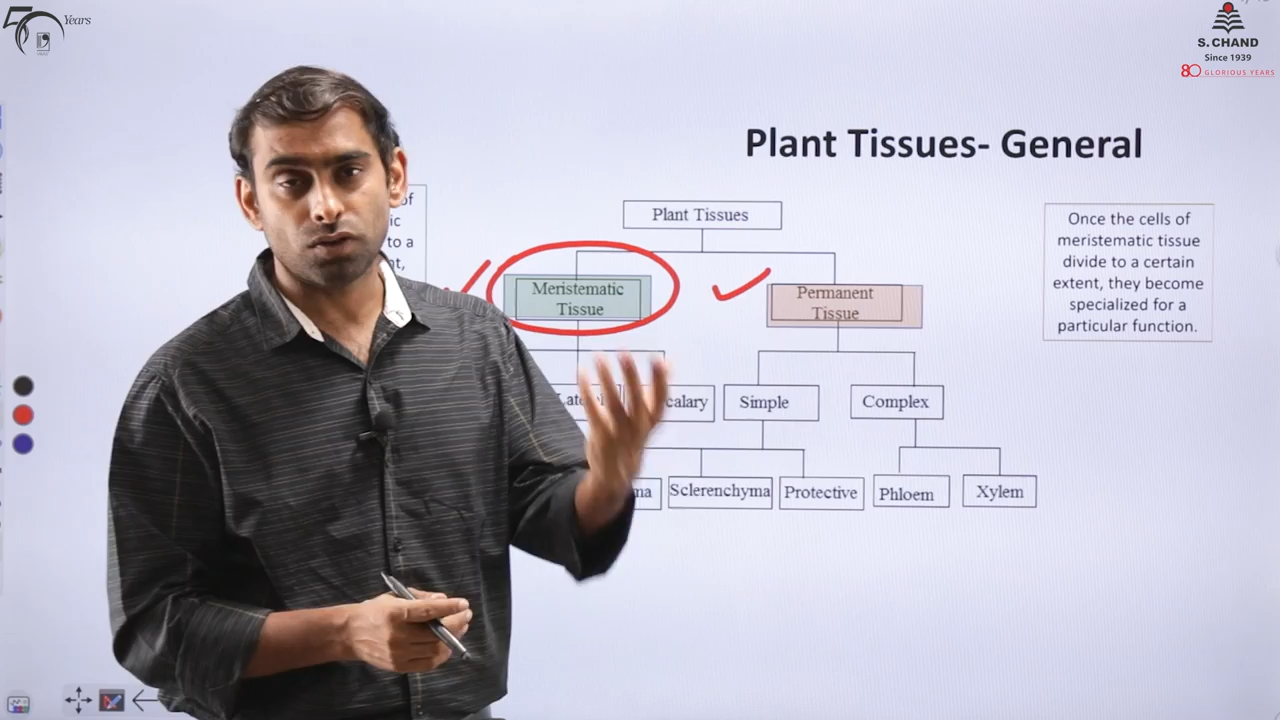 Years
S. CHAND
Since 1939
80 GLORIOUS YEARS
Plant Tissues- General
Plant Tissues
of
to a
Meristematic
Tissue
Permanent
Tissue
Once the cells of
meristematic tissue
divide to a certain
extent, they become
specialized for a
particular function.
Simple
Complex
Sclerenchyma
Protective
Phloem
Xylem